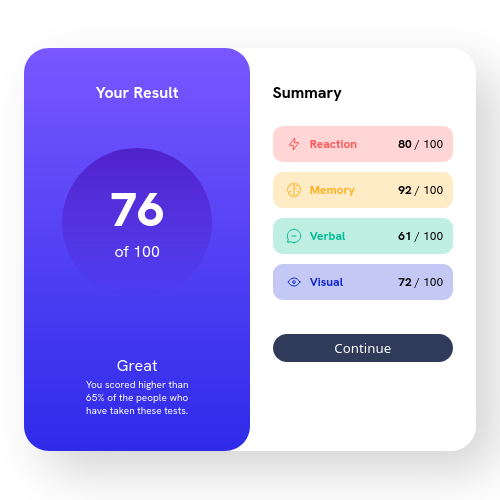 Your Result
76
of 100
Great
You scored higher than
65% of the people who
have taken these tests.
Summary
Reaction 80 / 100
Memory 92 / 100
Verbal 61 / 100
Visual 72 / 100
Continue